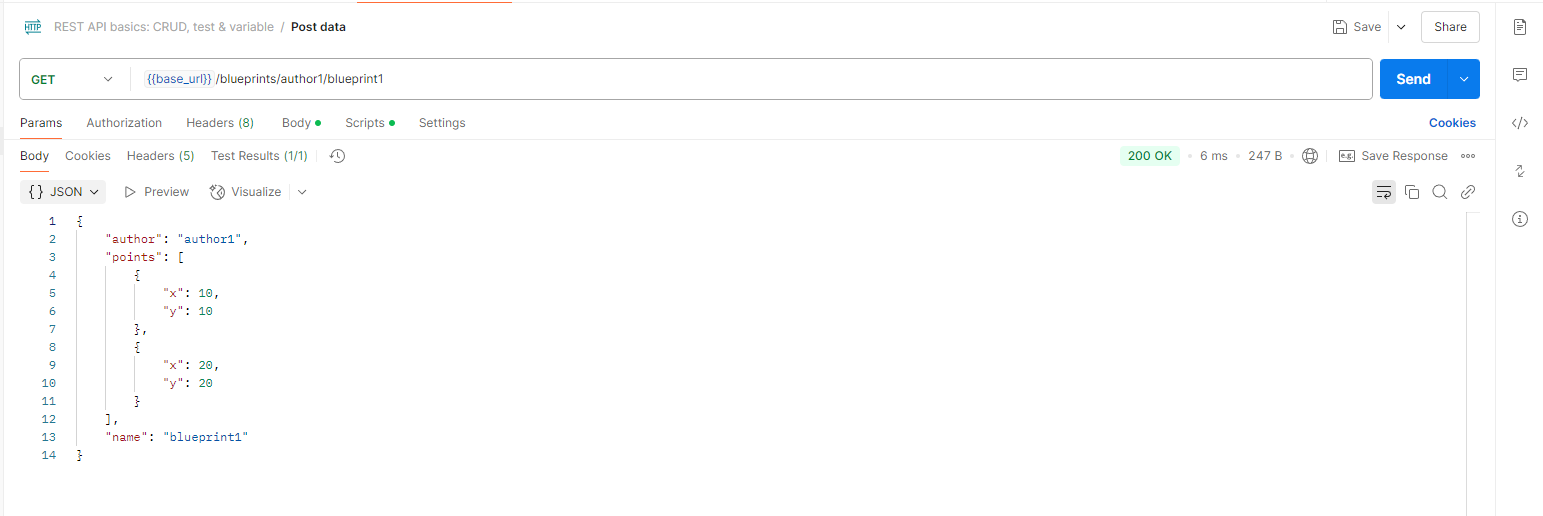 HTTP REST API basics: CRUD, test & variable / Post data Save Share
GET {{base_url}} /blueprints/author1/blueprint1 Send
Params Authorization Headers (8) Body Scripts Settings Cookies
Body Cookies Headers (5) Test Results (1/1) 200 OK • 6 ms • 247 B e.g. Save Response
{} JSON Preview Visualize
1 {
2 "author": "author1",
3 "points": [
4 {
5 "x": 10,
6 "y": 10
7 },
8 {
9 "x": 20,
10 "y": 20
11 }
12 ],
13 "name": "blueprint1"
14 }